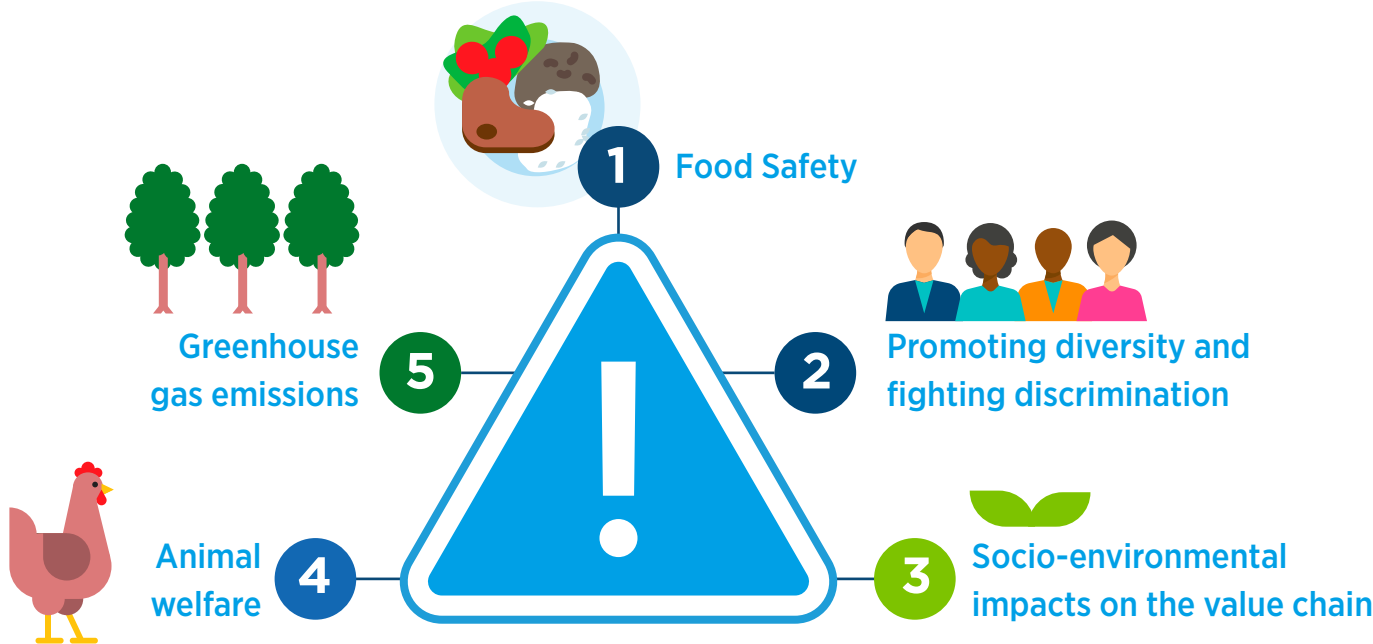 1 Food Safety
2 Promoting diversity and
fighting discrimination
3 Socio-environmental
impacts on the value chain
4 Animal
welfare
5 Greenhouse
gas emissions
!